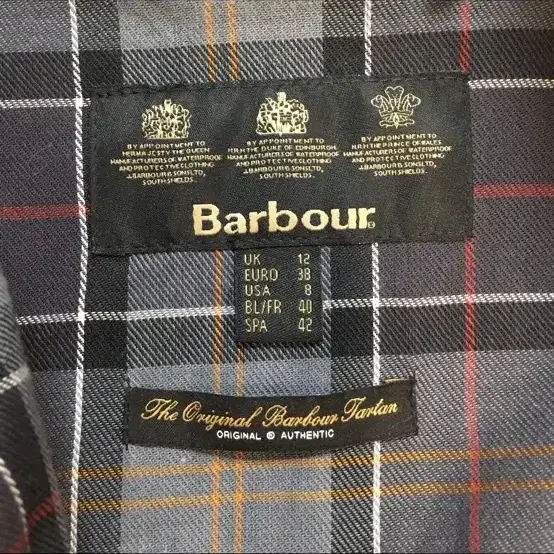 BY APPOINTMENT TO
HER MAJESTY THE QUEEN
MANUFACTURERS OF WATERPROOF
AND PROTECTIVE CLOTHING
J.BARBOUR & SONS LTD,
SOUTH SHIELDS.
BY APPOINTMENT TO
H.R.H. THE DUKE OF EDINBURGH
MANUFACTURERS OF WATERPROOF
AND PROTECTIVE CLOTHING
J.BARBOUR & SONS LTD,
SOUTH SHIELDS.
BY APPOINTMENT TO
H.R.H. THE PRINCE OF WALES
MANUFACTURERS OF WATERPROOF
AND PROTECTIVE CLOTHING
J.BARBOUR & SONS LTD,
SOUTH SHIELDS.
Barbour®
UK 12
EURO 38
USA 8
BL/FR 40
SPA 42
The Original Barbour Tartan
ORIGINAL ® AUTHENTIC